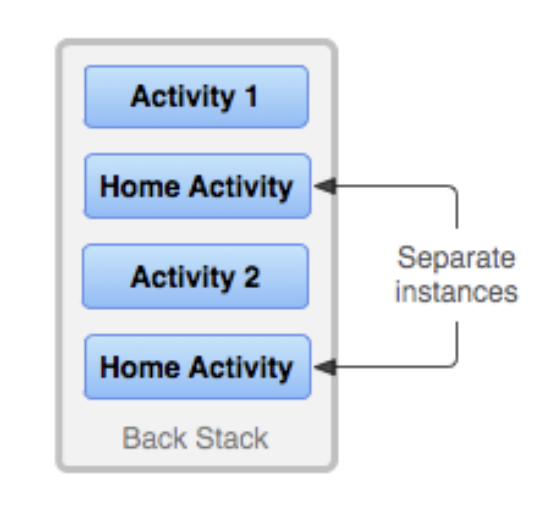 Activity 1
Home Activity
Activity 2
Home Activity
Back Stack
Separate
instances